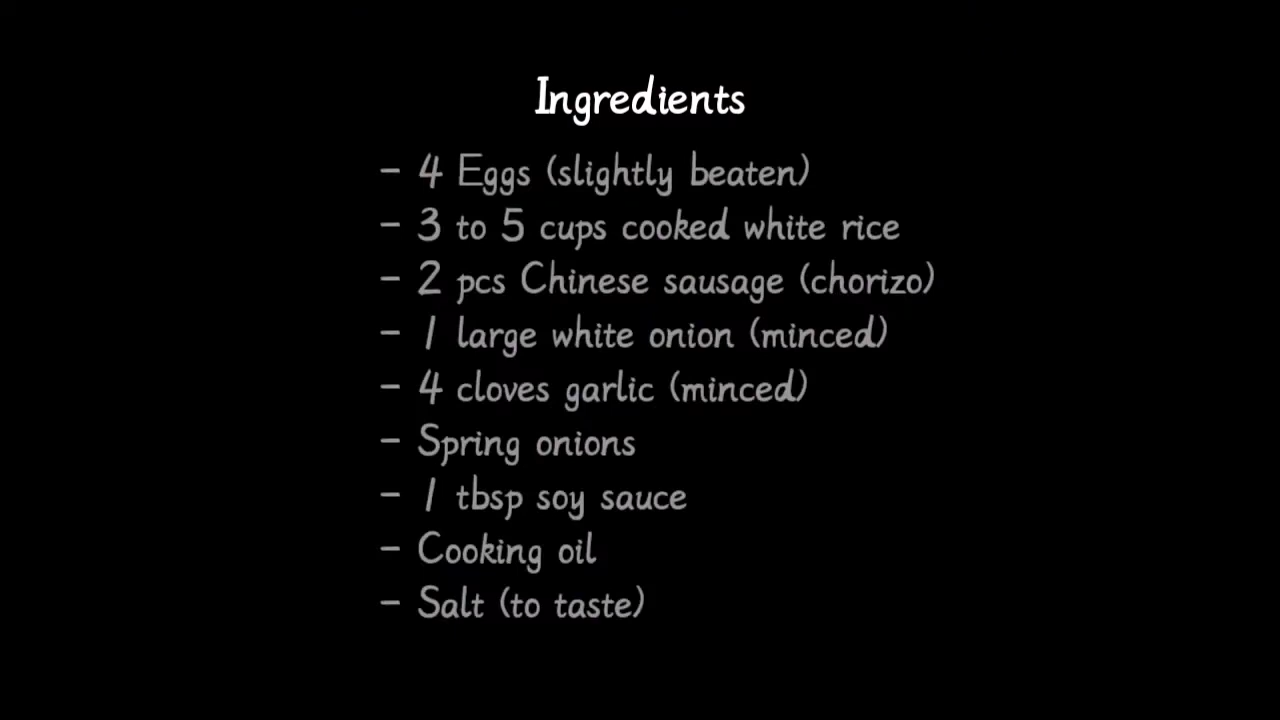 Ingredients
- 4 Eggs (slightly beaten)
- 3 to 5 cups cooked white rice
- 2 pcs Chinese sausage (chorizo)
- 1 large white onion (minced)
- 4 cloves garlic (minced)
- Spring onions
- 1 tbsp soy sauce
- Cooking oil
- Salt (to taste)